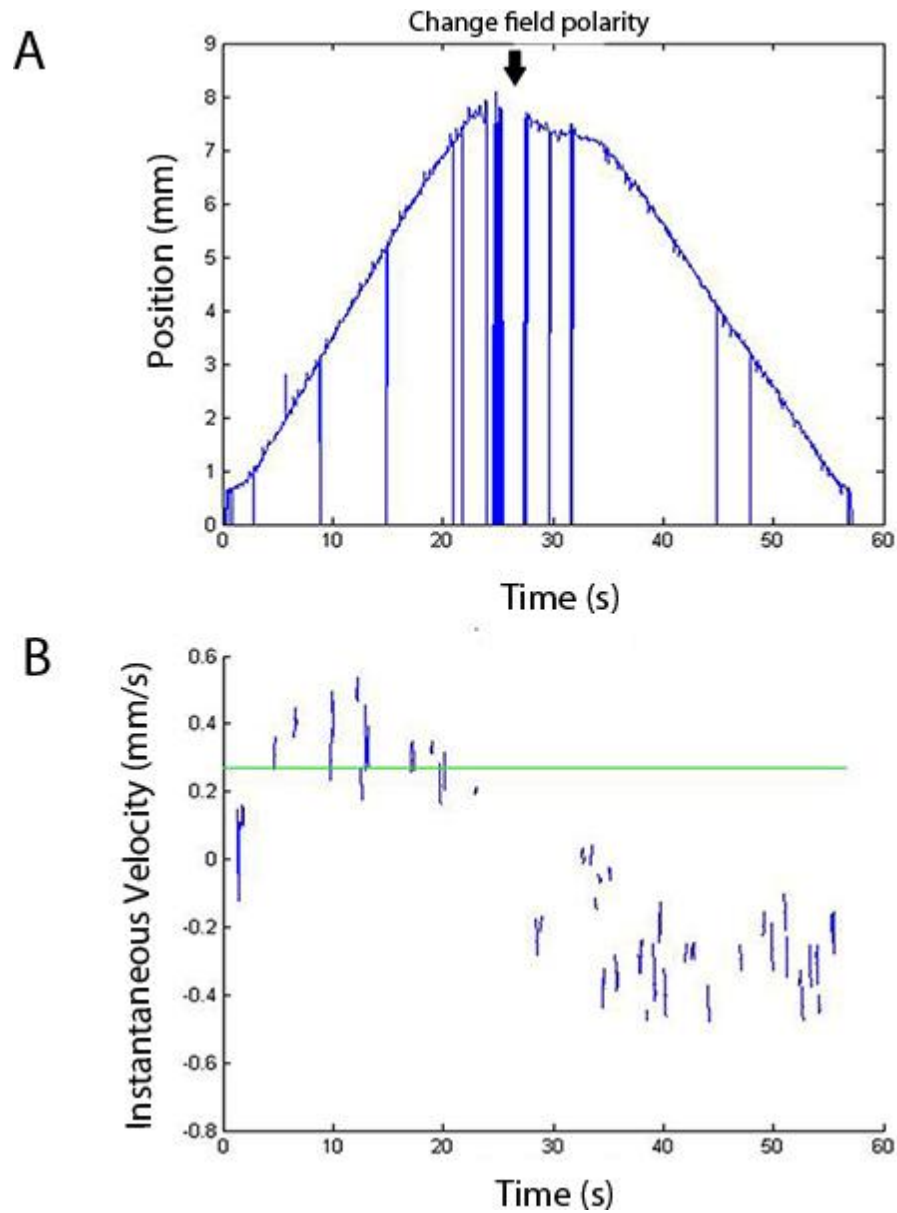 A
Change field polarity
9
8
7
6
5
4
3
2
1
0
Position (mm)
0 10 20 30 40 50 60
Time (s)
B
0.6
0.4
0.2
0
-0.2
-0.4
-0.6
-0.8
Instantaneous Velocity (mm/s)
0 10 20 30 40 50 60
Time (s)